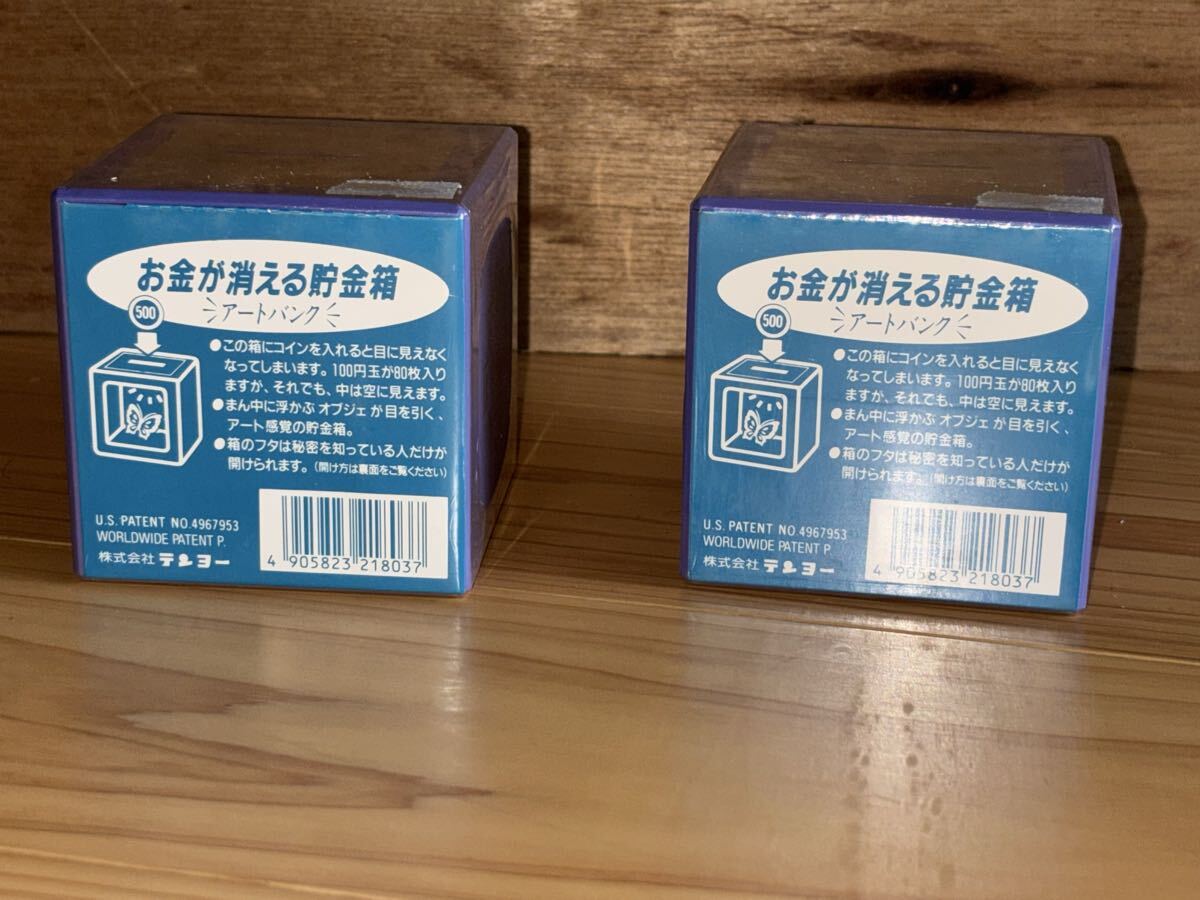 お金が消える貯金箱
アートバンク
500
●この箱にコインを入れると目に見えなく
なってしまいます。100円玉が80枚入り
ますが、それでも、中は空に見えます。
●まん中に浮かぶ オブジェ が目を引く、
アート感覚の貯金箱。
●箱のフタは秘密を知っている人だけが
開けられます。(開け方は裏面をご覧ください)
U.S. PATENT NO.4967953
WORLDWIDE PATENT P.
株式会社 テンヨー
4 905823 218037
お金が消える貯金箱
アートバンク
500
●この箱にコインを入れると目に見えなく
なってしまいます。100円玉が80枚入り
ますが、それでも、中は空に見えます。
●まん中に浮かぶ オブジェ が目を引く、
アート感覚の貯金箱。
●箱のフタは秘密を知っている人だけが
開けられます。(開け方は裏面をご覧ください)
U.S. PATENT NO.4967953
WORLDWIDE PATENT P.
株式会社 テンヨー
4 905823 218037